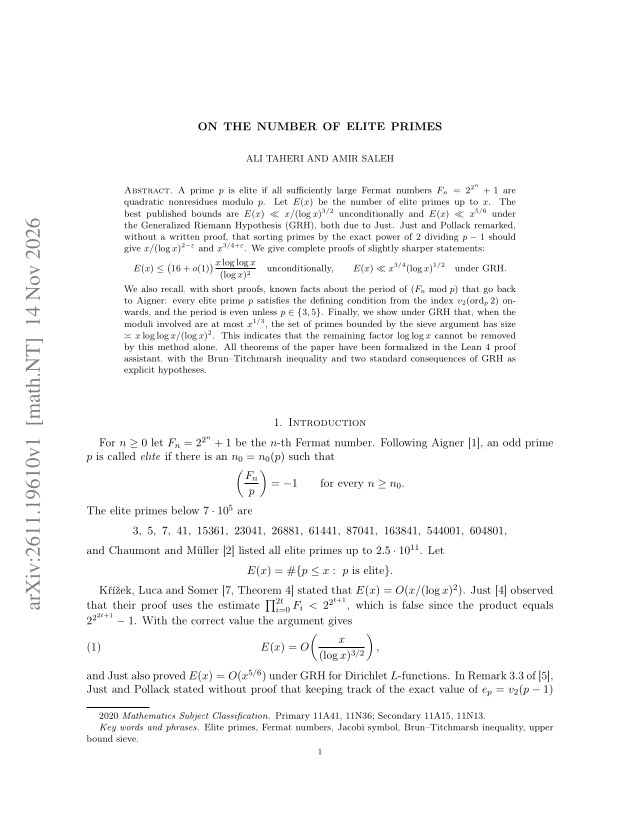 arXiv:2611.19610v1 [math.NT] 14 Nov 2026
ON THE NUMBER OF ELITE PRIMES
ALI TAHERI AND AMIR SALEH
Abstract. A prime p is elite if all sufficiently large Fermat numbers Fₙ = 2^{2^n} + 1 are
quadratic nonresidues modulo p. Let E(x) be the number of elite primes up to x. The
best published bounds are E(x) ≪ x/(log x)^{3/2} unconditionally and E(x) ≪ x^{5/6} under
the Generalized Riemann Hypothesis (GRH), both due to Just. Just and Pollack remarked,
without a written proof, that sorting primes by the exact power of 2 dividing p − 1 should
give x/(log x)^{2−ε} and x^{3/4+ε}. We give complete proofs of slightly sharper statements:
E(x) ≤ (16 + o(1)) \frac{x log log x}{(log x)^2} unconditionally, E(x) ≪ x^{3/4}(log x)^{1/2} under GRH.
We also recall, with short proofs, known facts about the period of (Fₙ mod p) that go back
to Aigner: every elite prime p satisfies the defining condition from the index v₂(ordₚ 2) on-
wards, and the period is even unless p ∈ {3, 5}. Finally, we show under GRH that, when the
moduli involved are at most x^{1/3}, the set of primes bounded by the sieve argument has size
≍ x log log x/(log x)². This indicates that the remaining factor log log x cannot be removed
by this method alone. All theorems of the paper have been formalized in the Lean 4 proof
assistant, with the Brun–Titchmarsh inequality and two standard consequences of GRH as
explicit hypotheses.
1. Introduction
For n ≥ 0 let Fₙ = 2^{2^n} + 1 be the n-th Fermat number. Following Aigner [1], an odd prime
p is called elite if there is an n₀ = n₀(p) such that
(\frac{Fₙ}{p}) = −1 for every n ≥ n₀.
The elite primes below 7 · 10⁵ are
3, 5, 7, 41, 15361, 23041, 26881, 61441, 87041, 163841, 544001, 604801,
and Chaumont and Müller [2] listed all elite primes up to 2.5 · 10¹¹. Let
E(x) = #{p ≤ x : p is elite}.
Křížek, Luca and Somer [7, Theorem 4] stated that E(x) = O(x/(log x)²). Just [4] observed
that their proof uses the estimate ∏_{i=0}^{2t} Fᵢ < 2^{2^{t+1}}, which is false since the product equals
2^{2^{2t+1}} − 1. With the correct value the argument gives
(1) E(x) = O(\frac{x}{(log x)^{3/2}}),
and Just also proved E(x) = O(x^{5/6}) under GRH for Dirichlet L-functions. In Remark 3.3 of [5],
Just and Pollack stated without proof that keeping track of the exact value of eₚ = v₂(p − 1)
2020 Mathematics Subject Classification. Primary 11A41, 11N36; Secondary 11A15, 11N13.
Key words and phrases. Elite primes, Fermat numbers, Jacobi symbol, Brun–Titchmarsh inequality, upper
bound sieve.
1